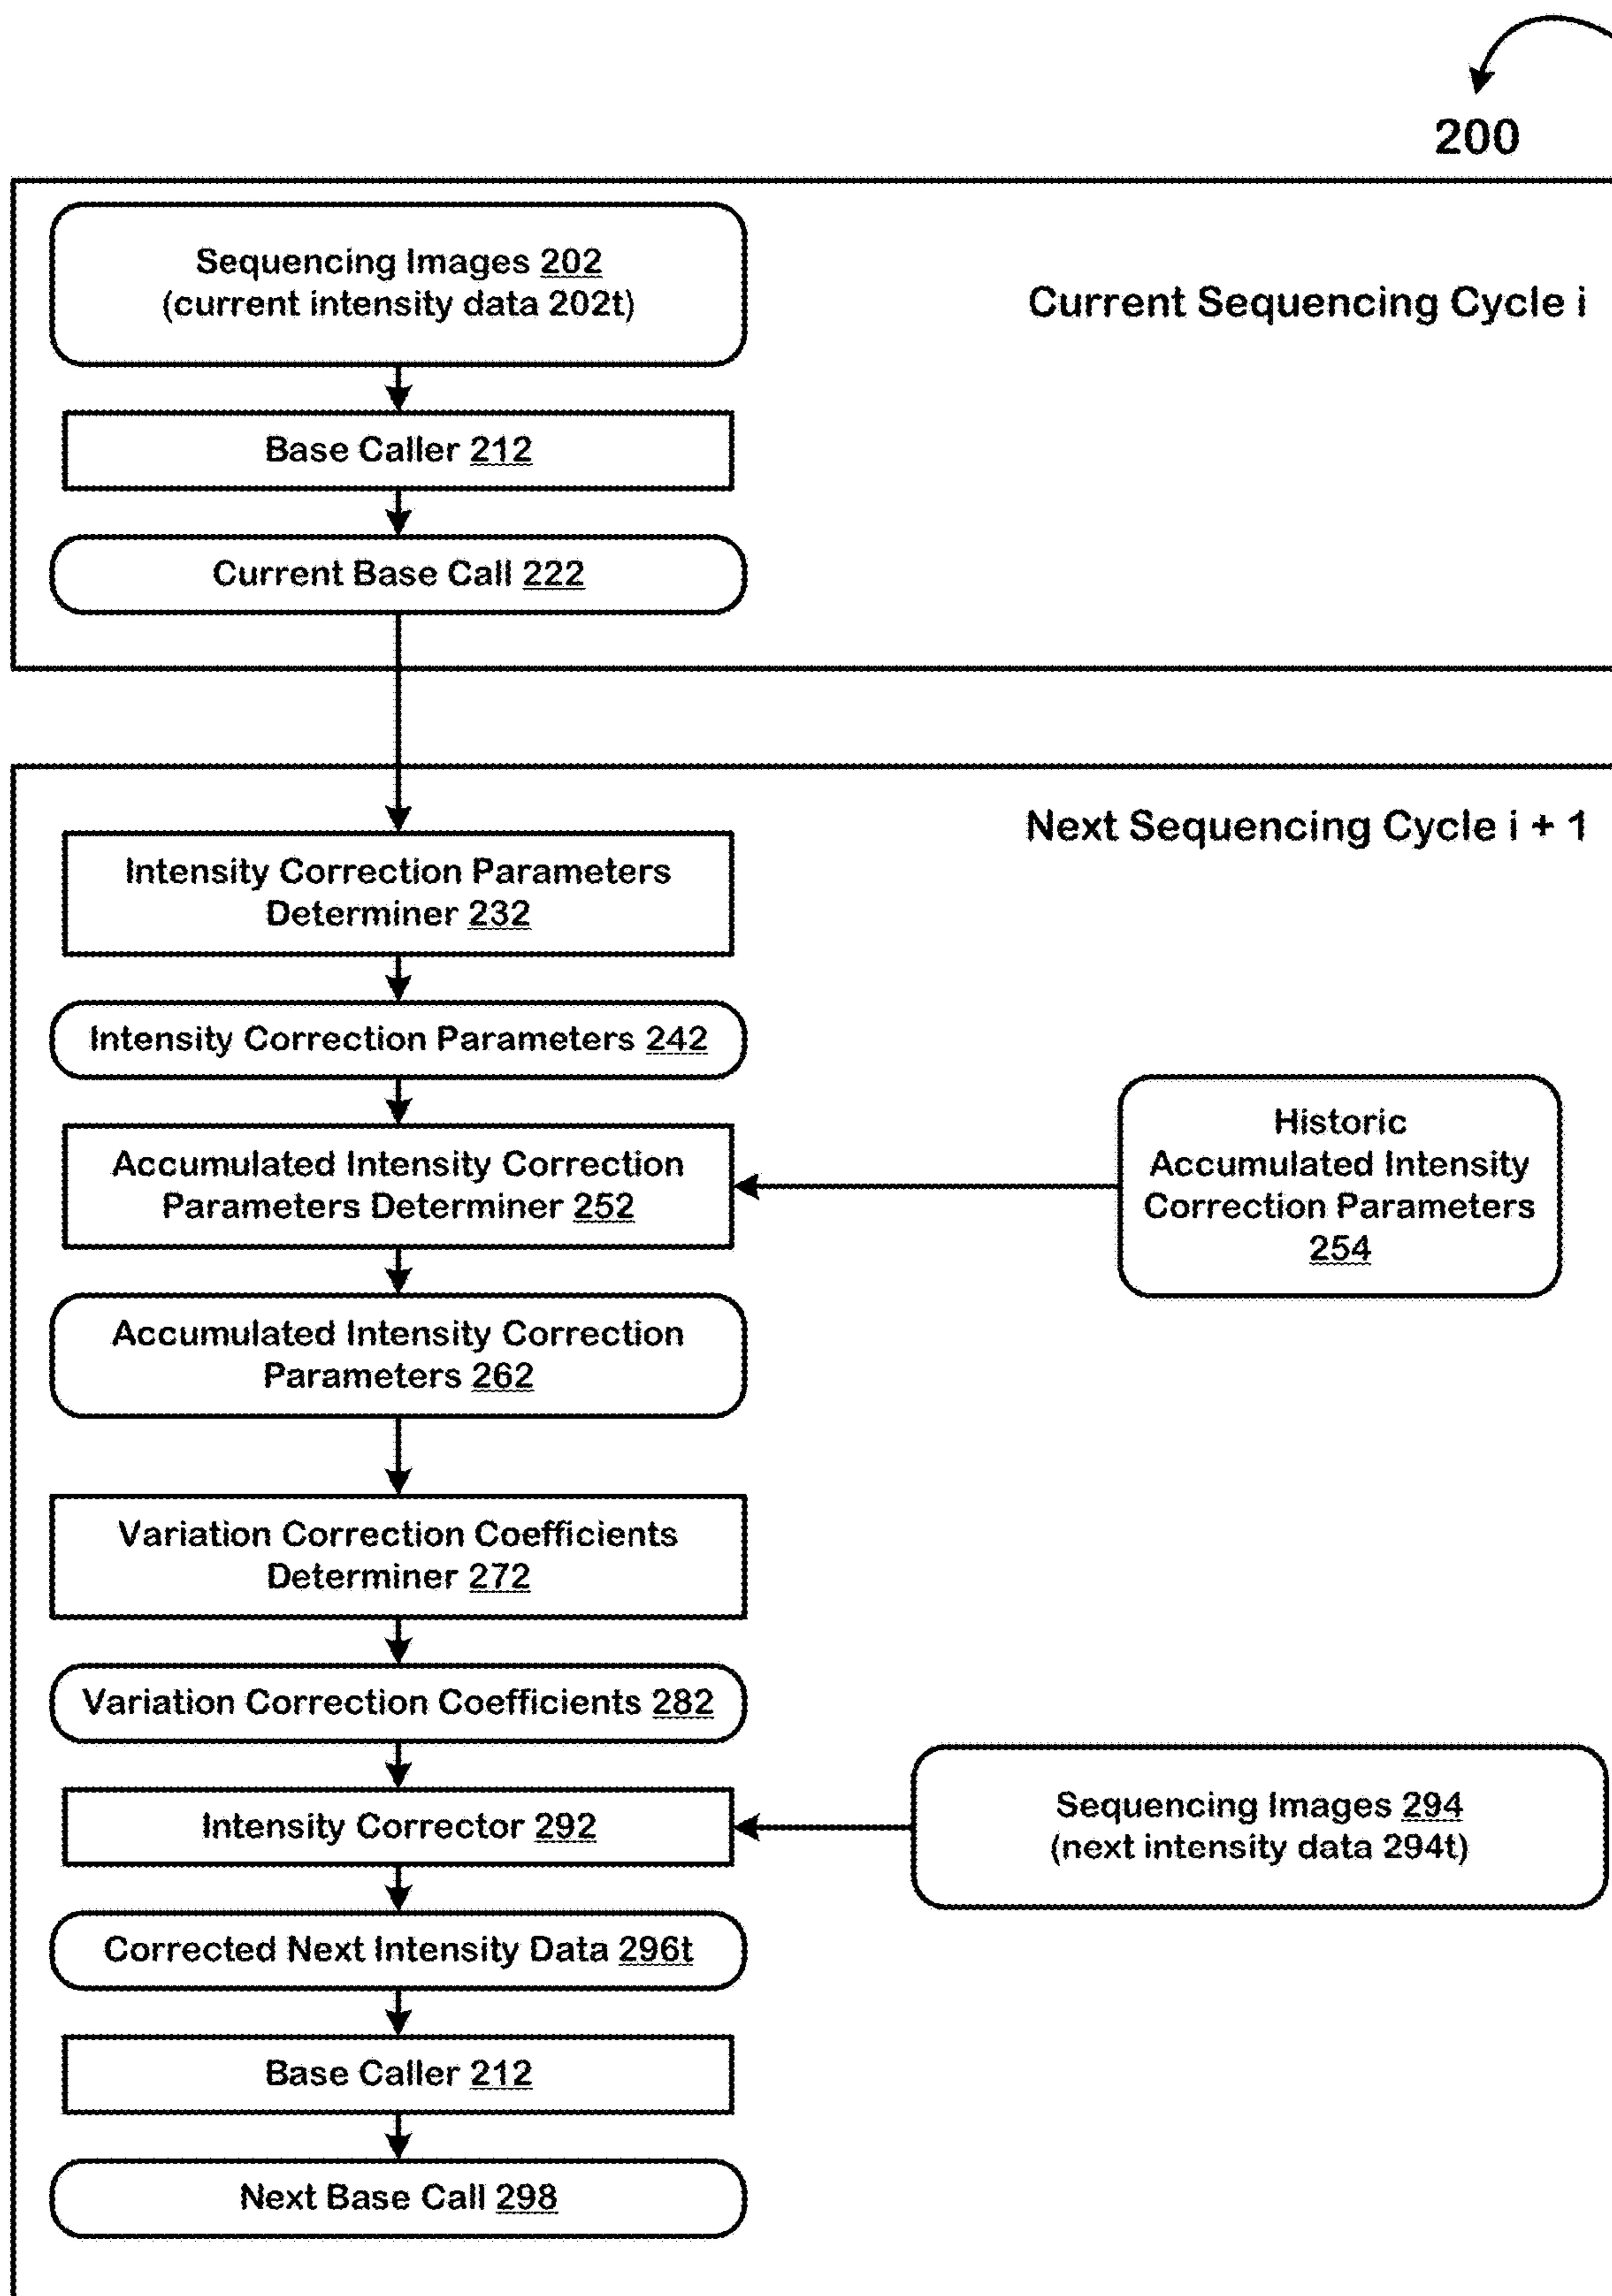 200
Sequencing Images 202
(current intensity data 202t)
Current Sequencing Cycle i
Base Caller 212
Current Base Call 222
Next Sequencing Cycle i + 1
Intensity Correction Parameters
Determiner 232
Intensity Correction Parameters 242
Accumulated Intensity Correction
Parameters Determiner 252
Historic
Accumulated Intensity
Correction Parameters
254
Accumulated Intensity Correction
Parameters 262
Variation Correction Coefficients
Determiner 272
Variation Correction Coefficients 282
Intensity Corrector 292
Sequencing Images 294
(next intensity data 294t)
Corrected Next Intensity Data 296t
Base Caller 212
Next Base Call 298